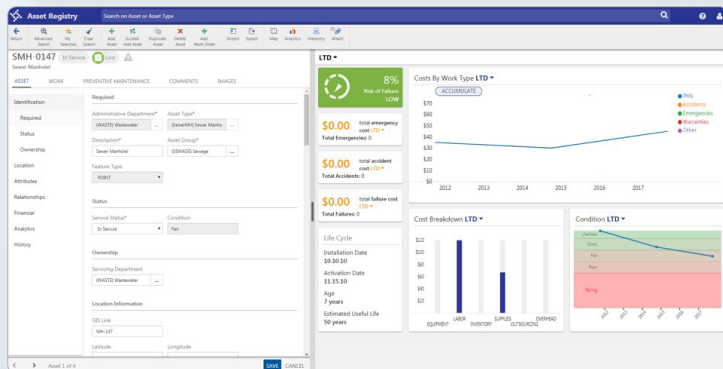 Asset Registry
Search on Asset or Asset Type
Return
Advanced Search
My Searches
Clear Search
Add Asset
Guided Add Asset
Duplicate Asset
Delete Asset
Add Work Order
Import
Export
Map
Analytics
Hierarchy
Attach
SMH-0147 In Service Low
Sewer Manhole1
ASSET WORK PREVENTIVE MAINTENANCE COMMENTS IMAGES
Identification
Required
Status
Ownership
Location
Attributes
Relationships
Financial
Analytics
History
Required
Administrative Department* Asset Type*
(WASTE) Wastewater ... (SewerMH) Sewer Manho ...
Description* Asset Group*
Sewer Manhole1 (SEWAGE) Sewage ...
Feature Type
POINT
Status
Service Status* Condition
In Service Fair
Ownership
Servicing Department
(WASTE) Wastewater ...
Location Information
GIS Link
MH-147
Latitude Longitude
Asset 1 of 4
SAVE CANCEL
LTD
8%
Risk of Failure:
LOW
$0.00 total emergency cost LTD
Total Emergencies: 0
$0.00 total accident cost LTD
Total Accidents: 0
$0.00 total failure cost LTD
Total Failures: 0
Life Cycle
Installation Date
10.10.10
Activation Date
11.15.10
Age
7 years
Estimated Useful Life
50 years
Costs By Work Type LTD
ACCUMULATE
$70
$60
$50
$40
$30
$20
$10
$0
2012 2013 2014 2015 2016 2017
PMs
Accidents
Emergencies
Warranties
Other
Cost Breakdown LTD
$120
$100
$80
$60
$40
$20
LABOR SUPPLIES OVERHEAD
EQUIPMENT INVENTORY OUTSOURCING
Condition LTD
LikeNew
Good
Fair
Poor
Failing
2012
2013
2014
2015
2016
2017